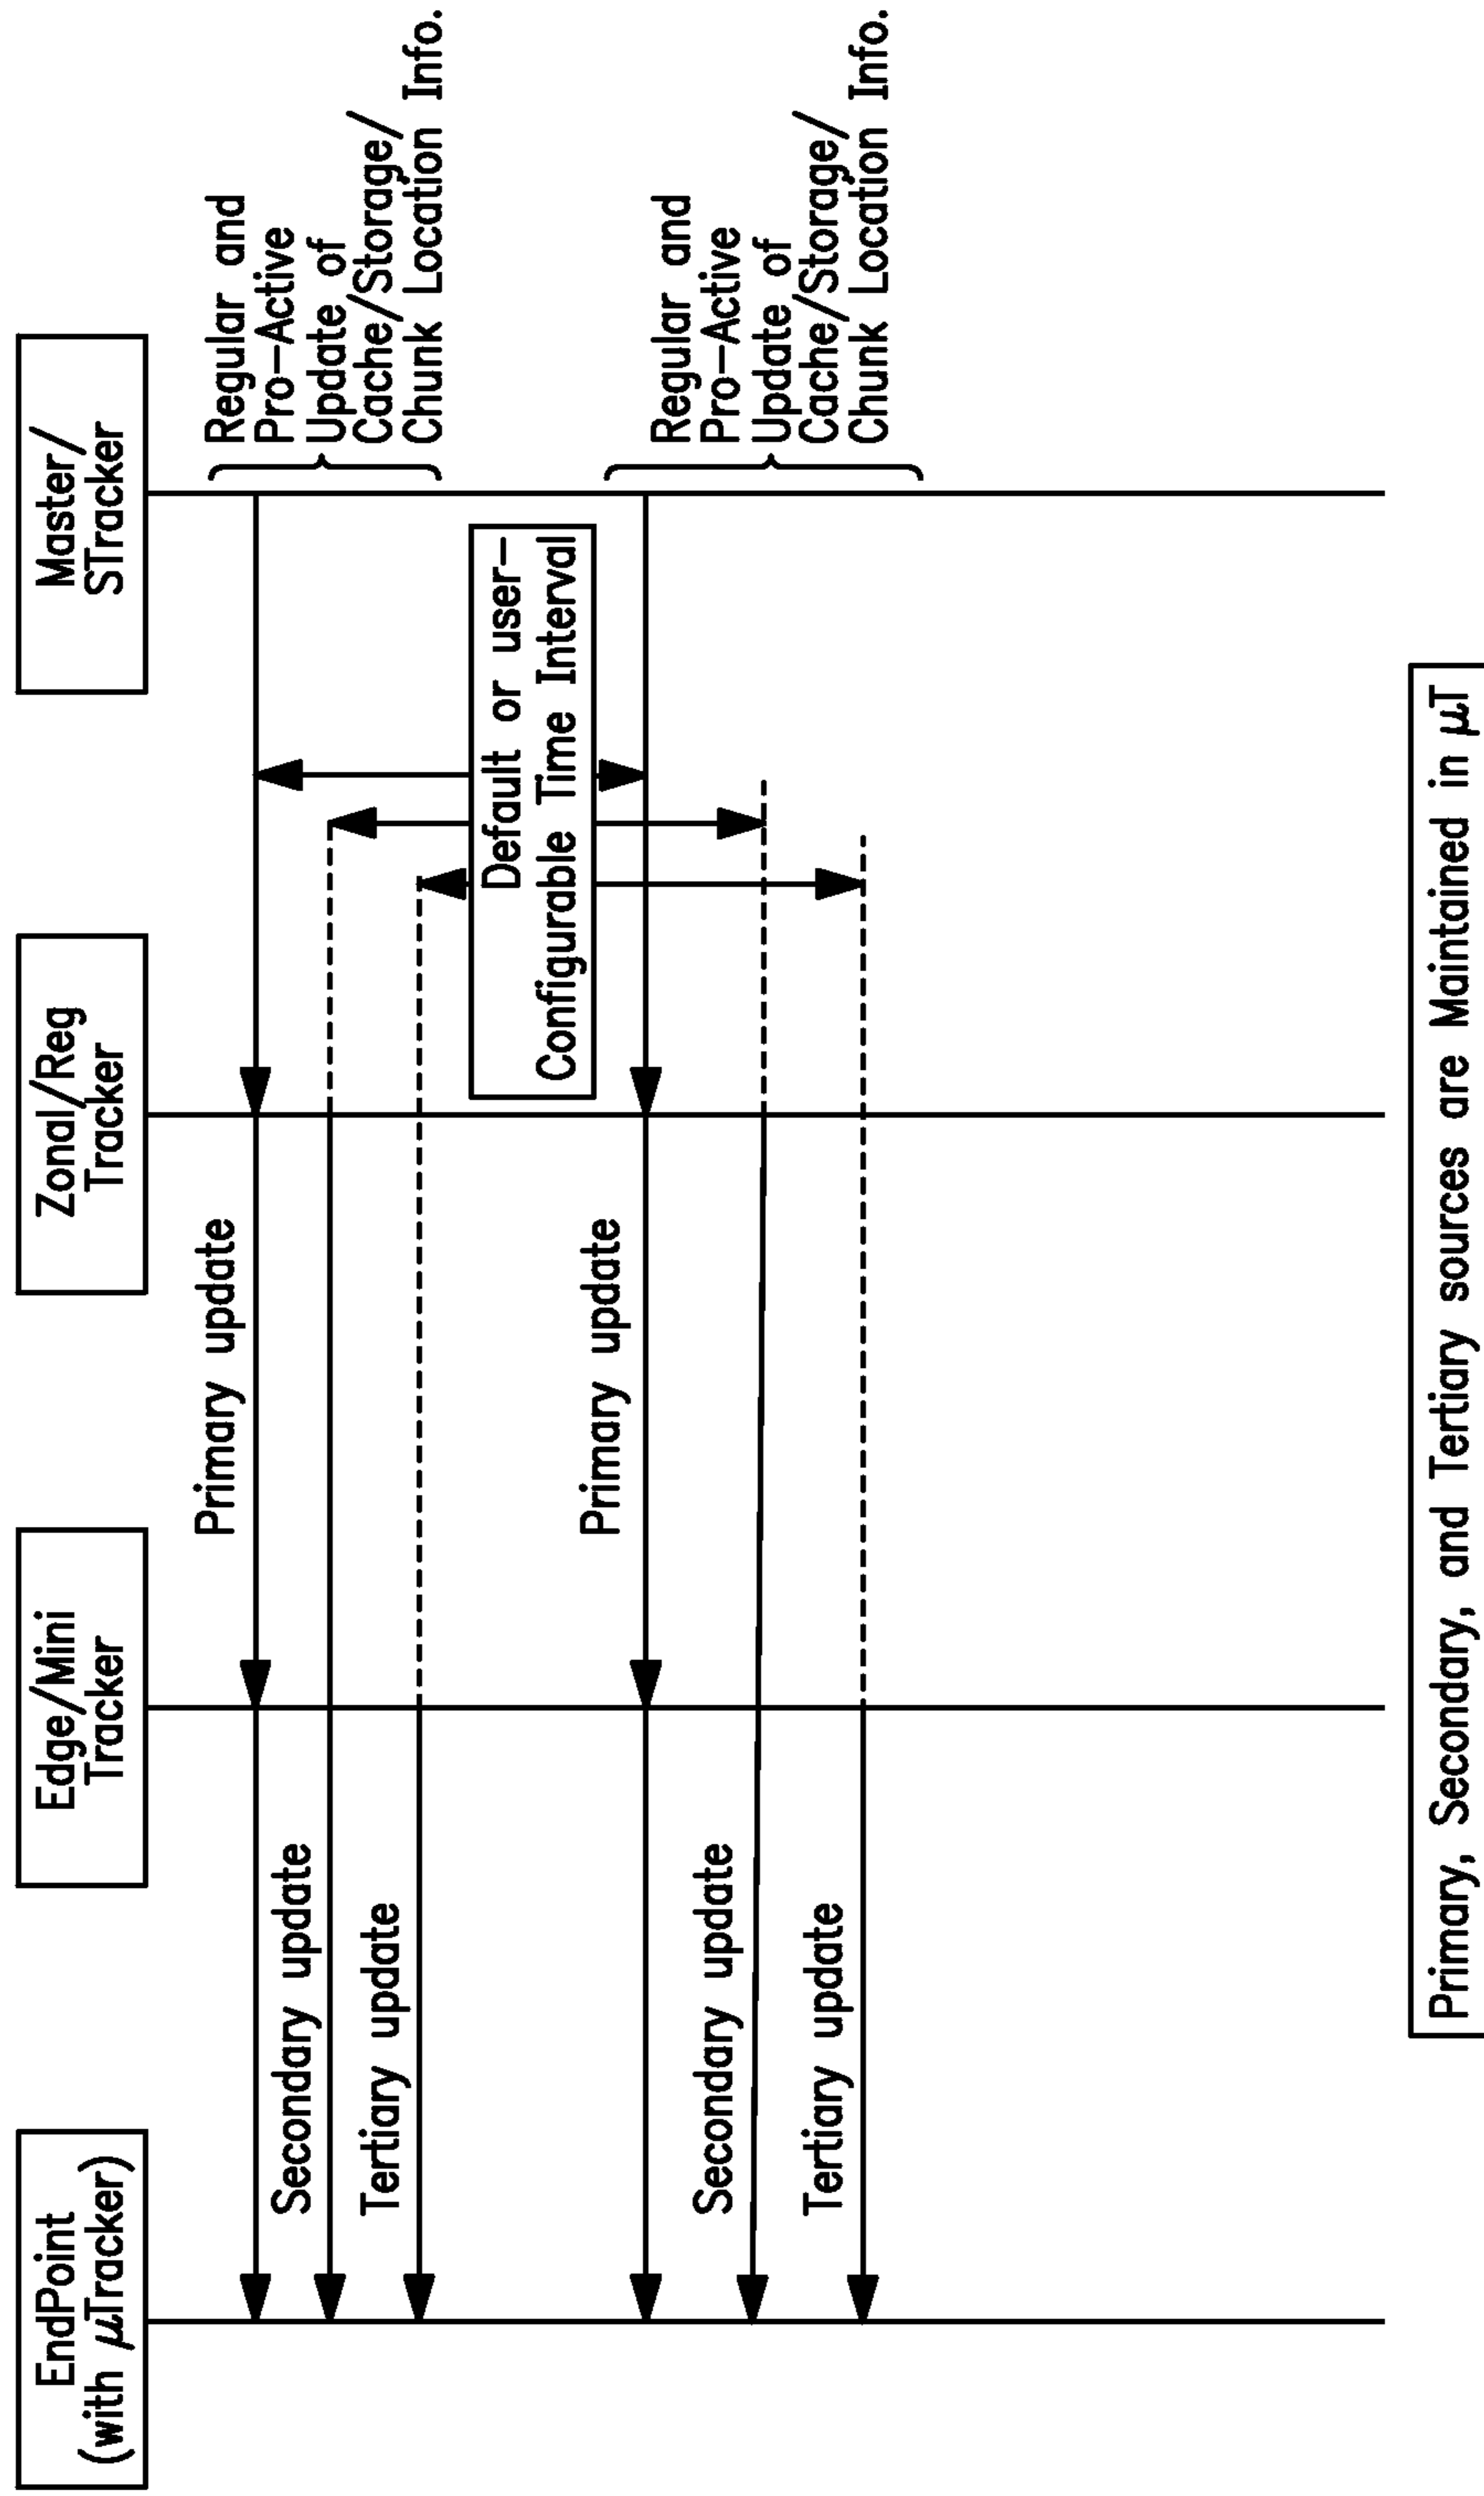 EndPoint
(with μTracker)
Edge/Mini
Tracker
Zonal/Reg
Tracker
Master/
STracker
Primary update
Secondary update
Tertiary update
Regular and
Pro-Active
Update of
Cache/Storage/
Chunk Location Info.
Default or user-
Configurable Time Interval
Primary update
Secondary update
Tertiary update
Regular and
Pro-Active
Update of
Cache/Storage/
Chunk Location Info.
Primary, Secondary, and Tertiary sources are Maintained in μT